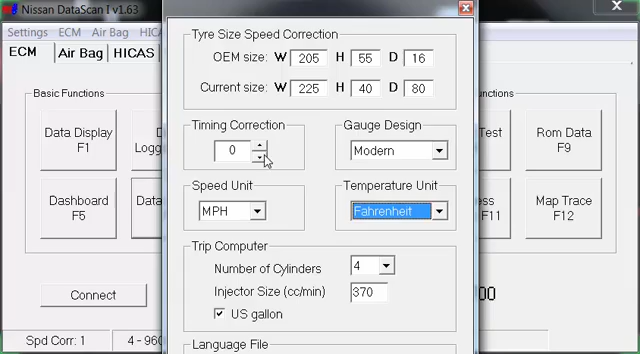 Nissan DataScan I v1.63
Settings ECM Air Bag HICAS
ECM Air Bag HICAS
Basic Functions
Functions
Data Display
F1
Dashboard
F5
Test
Rom Data
F9
F11
Map Trace
F12
Connect
Spd Corr: 1
Tyre Size Speed Correction
OEM size: W 205 H 55 D 16
Current size: W 225 H 40 D 80
Timing Correction
0
Gauge Design
Modern
Speed Unit
MPH
Temperature Unit
Fahrenheit
Trip Computer
Number of Cylinders 4
Injector Size (cc/min) 370
US gallon
Language File